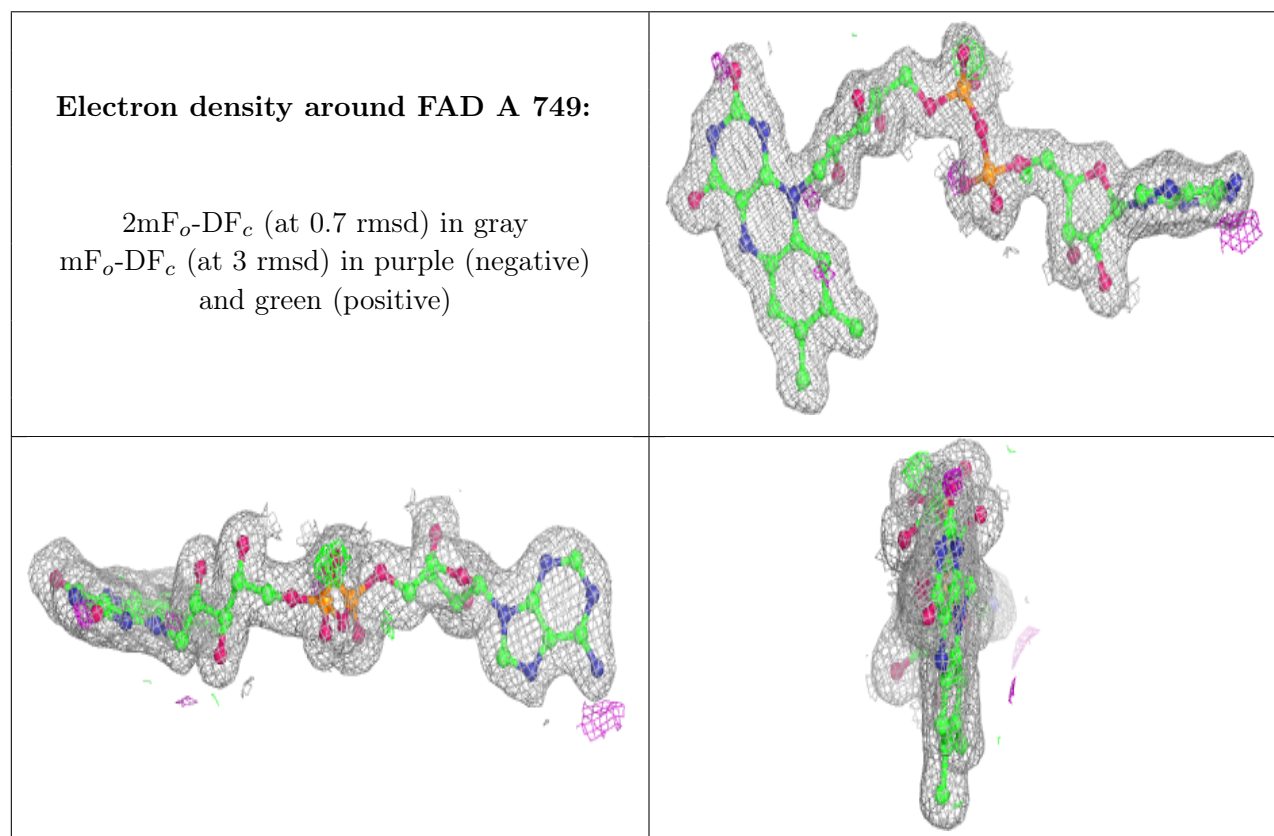 Electron density around FAD A 749:
2mFo-DFc (at 0.7 rmsd) in gray
mFo-DFc (at 3 rmsd) in purple (negative)
and green (positive)